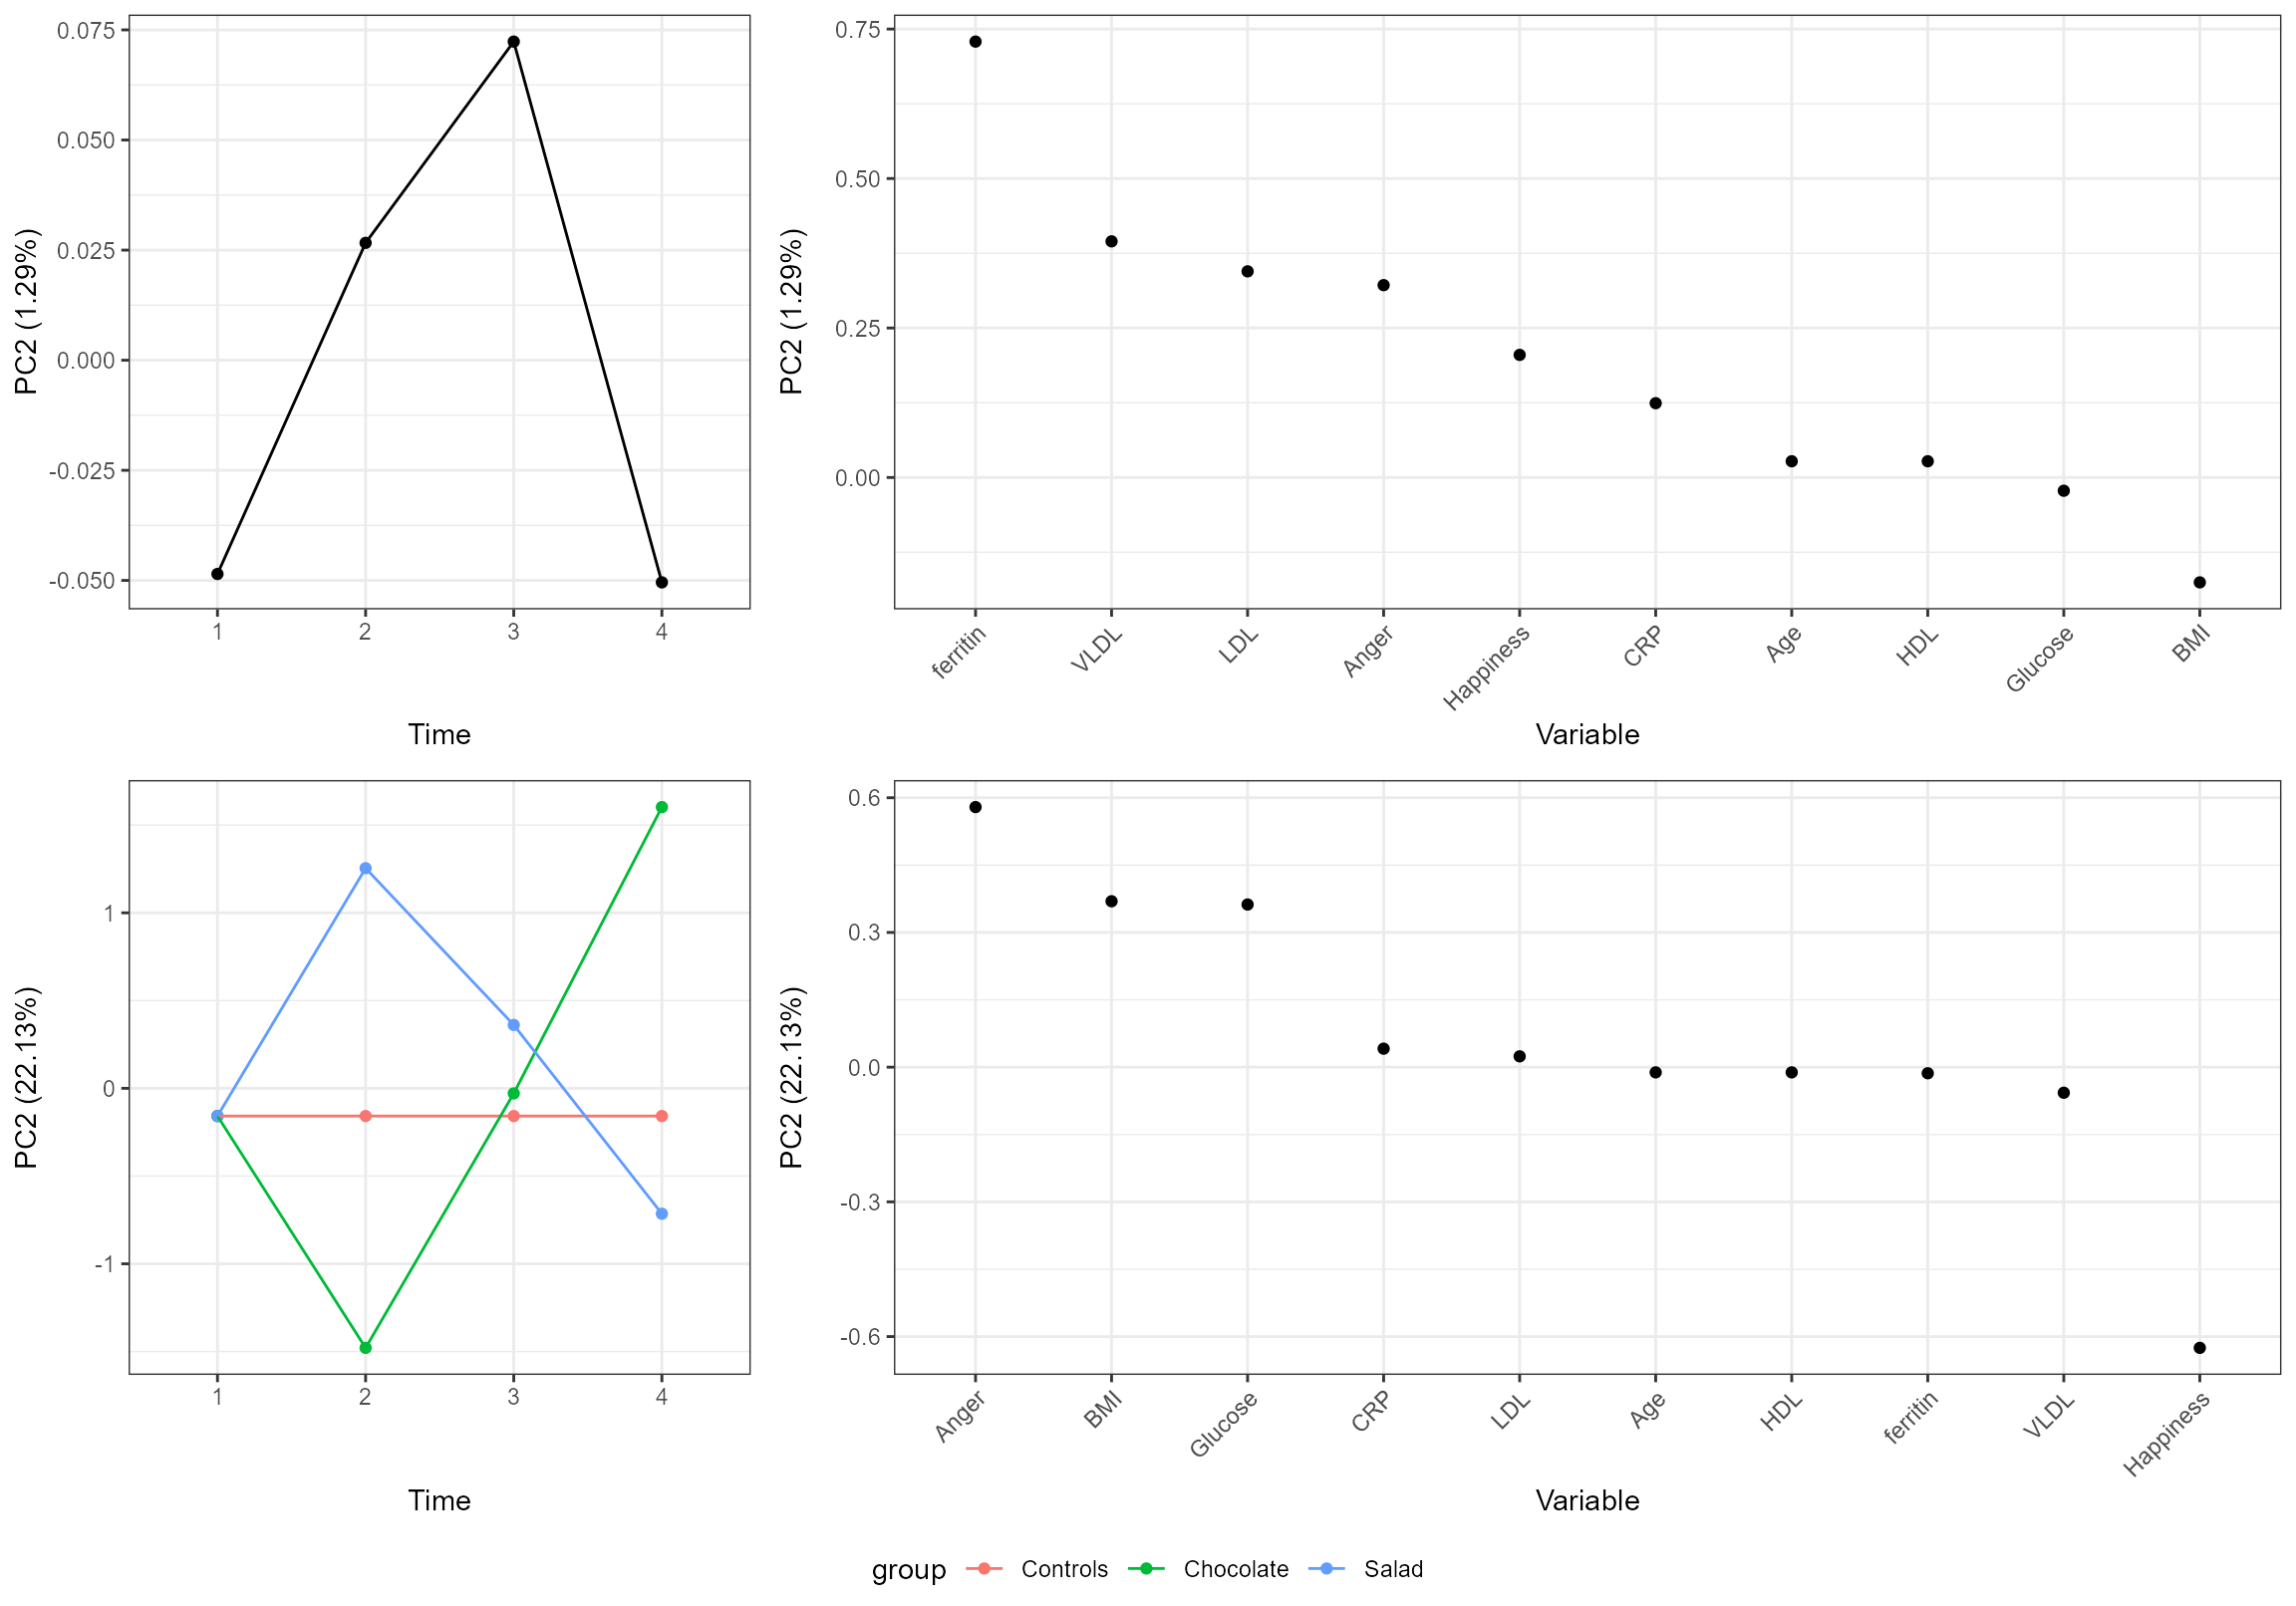 PC2 (1.29%)
0.075
0.050
0.025
0.000
-0.025
-0.050
1 2 3 4
Time
PC2 (1.29%)
0.75
0.50
0.25
0.00
ferritin VLDL LDL Anger Happiness CRP Age HDL Glucose BMI
Variable
PC2 (22.13%)
1
0
-1
1 2 3 4
Time
PC2 (22.13%)
0.6
0.3
0.0
-0.3
-0.6
Anger BMI Glucose CRP LDL Age HDL ferritin VLDL Happiness
Variable
group Controls Chocolate Salad